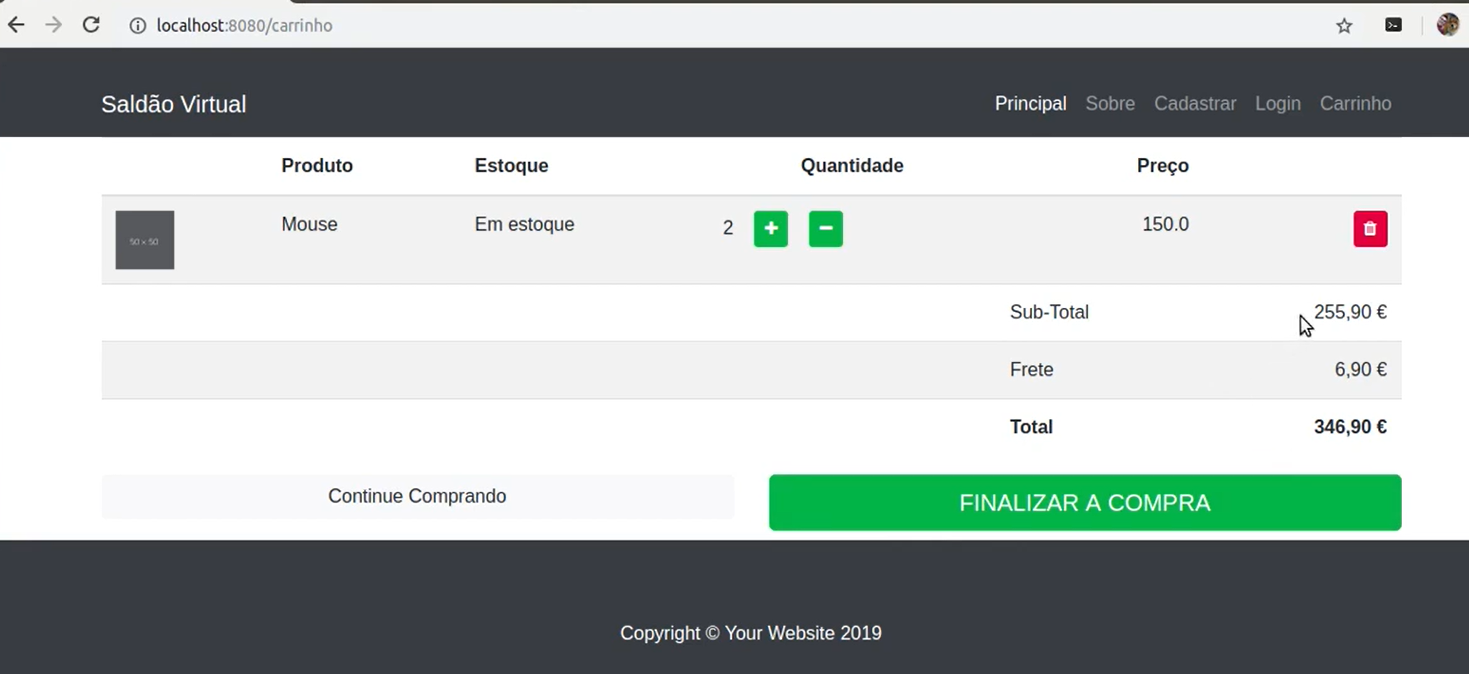 localhost:8080/carrinho
Saldão Virtual Principal Sobre Cadastrar Login Carrinho
Produto Estoque Quantidade Preço
50 × 50 Mouse Em estoque 2 150.0
Sub-Total 255,90 €
Frete 6,90 €
Total 346,90 €
Continue Comprando FINALIZAR A COMPRA
Copyright © Your Website 2019